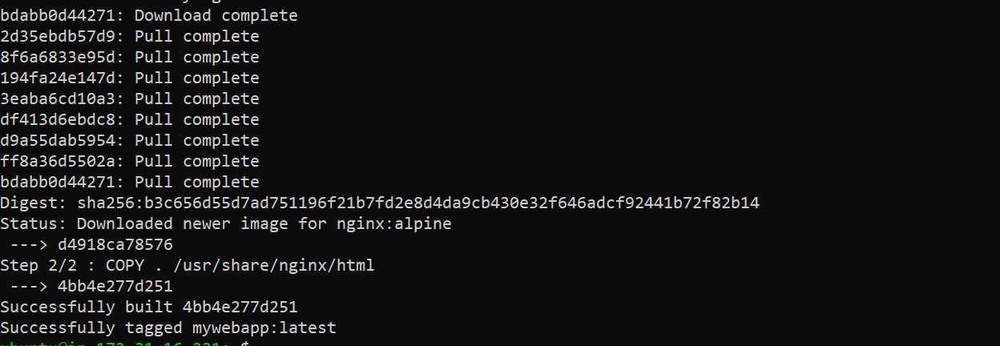 bdabb0d44271: Download complete
2d35ebdb57d9: Pull complete
8f6a6833e95d: Pull complete
194fa24e147d: Pull complete
3eaba6cd10a3: Pull complete
df413d6ebdc8: Pull complete
d9a55dab5954: Pull complete
ff8a36d5502a: Pull complete
bdabb0d44271: Pull complete
Digest: sha256:b3c656d55d7ad751196f21b7fd2e8d4da9cb430e32f646adcf92441b72f82b14
Status: Downloaded newer image for nginx:alpine
 ---> d4918ca78576
Step 2/2 : COPY . /usr/share/nginx/html
 ---> 4bb4e277d251
Successfully built 4bb4e277d251
Successfully tagged mywebapp:latest